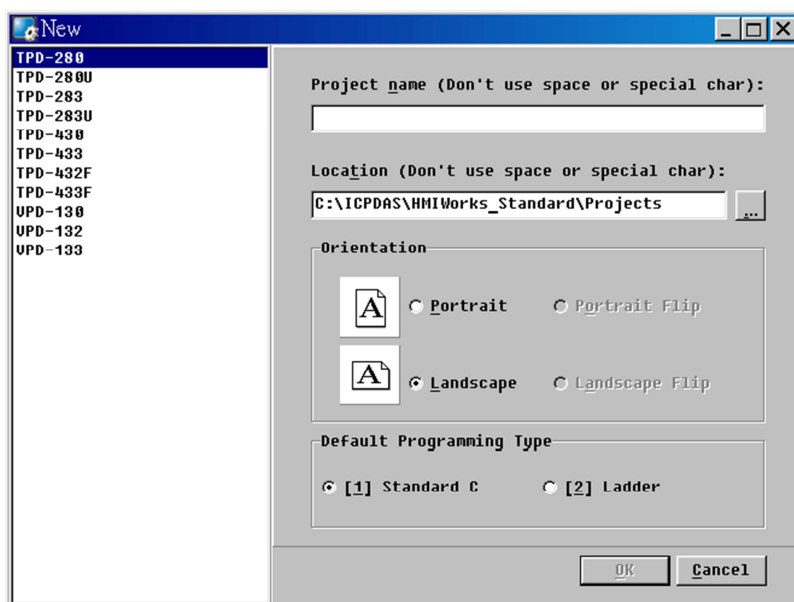 New
TPD-280
TPD-280U
TPD-283
TPD-283U
TPD-430
TPD-433
TPD-432F
TPD-433F
VPD-130
VPD-132
VPD-133
Project name (Don't use space or special char):
Location (Don't use space or special char):
C:\ICPDAS\HMIWorks_Standard\Projects
...
Orientation
A Portrait Portrait Flip
A Landscape Landscape Flip
Default Programming Type
[1] Standard C [2] Ladder
OK Cancel